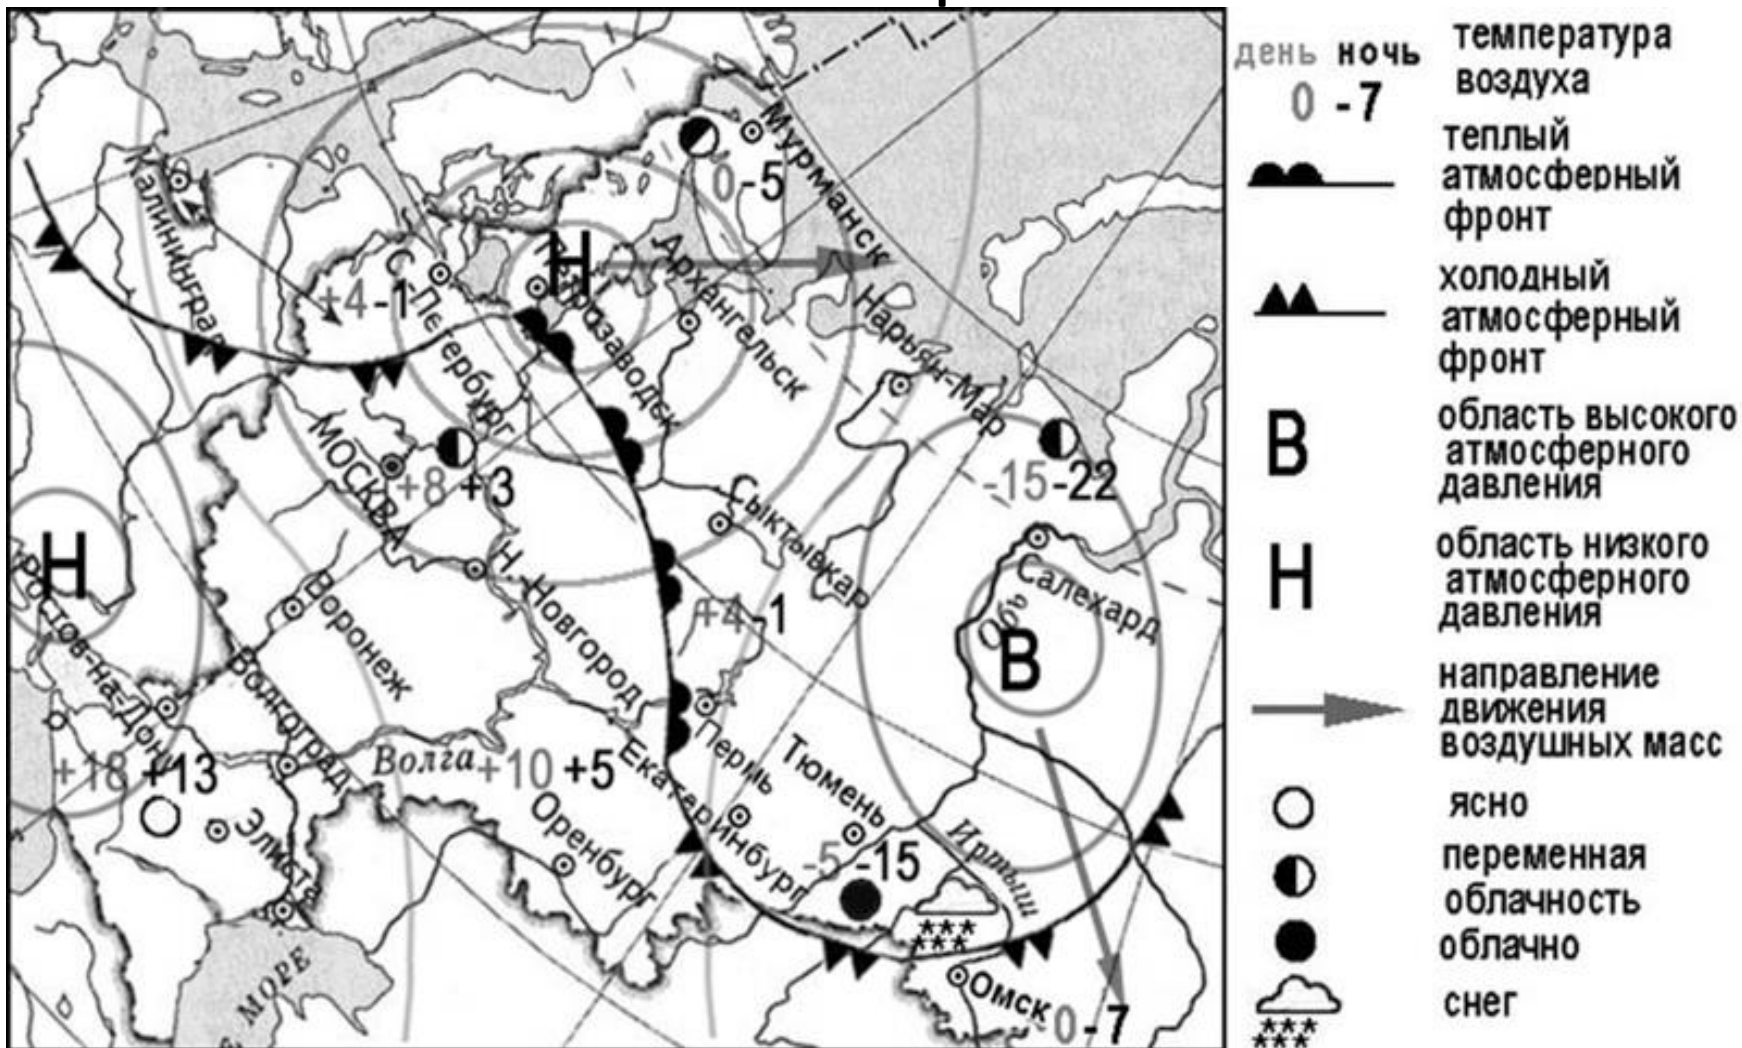 Мурманск
0 -5
Калининград
Н
С.-Петербург
+4 -1
Петрозаводск
Архангельск
Нарьян-Мар
-15 -22
МОСКВА
+8 +3
Сыктывкар
Н
Салехард
Обь
В
Ростов-на-Дону
Воронеж
Н.-Новгород
+4 -1
Волгоград
Пермь
Тюмень
+18 +13
Волга
+10 +5
Екатеринбург
Оренбург
Элиста
-5 -15
Иртыш
МОРЕ
Омск
0 -7
день ночь
0 -7
температура
воздуха
теплый
атмосферный
фронт
холодный
атмосферный
фронт
В
область высокого
атмосферного
давления
Н
область низкого
атмосферного
давления
направление
движения
воздушных масс
ясно
переменная
облачность
облачно
снег